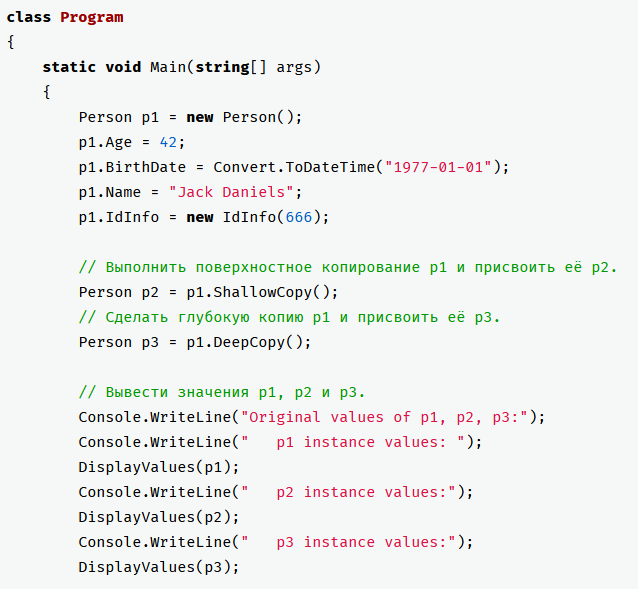 class Program
{
    static void Main(string[] args)
    {
        Person p1 = new Person();
        p1.Age = 42;
        p1.BirthDate = Convert.ToDateTime("1977-01-01");
        p1.Name = "Jack Daniels";
        p1.IdInfo = new IdInfo(666);

        // Выполнить поверхностное копирование p1 и присвоить её p2.
        Person p2 = p1.ShallowCopy();
        // Сделать глубокую копию p1 и присвоить её p3.
        Person p3 = p1.DeepCopy();

        // Вывести значения p1, p2 и p3.
        Console.WriteLine("Original values of p1, p2, p3:");
        Console.WriteLine("   p1 instance values: ");
        DisplayValues(p1);
        Console.WriteLine("   p2 instance values:");
        DisplayValues(p2);
        Console.WriteLine("   p3 instance values:");
        DisplayValues(p3);